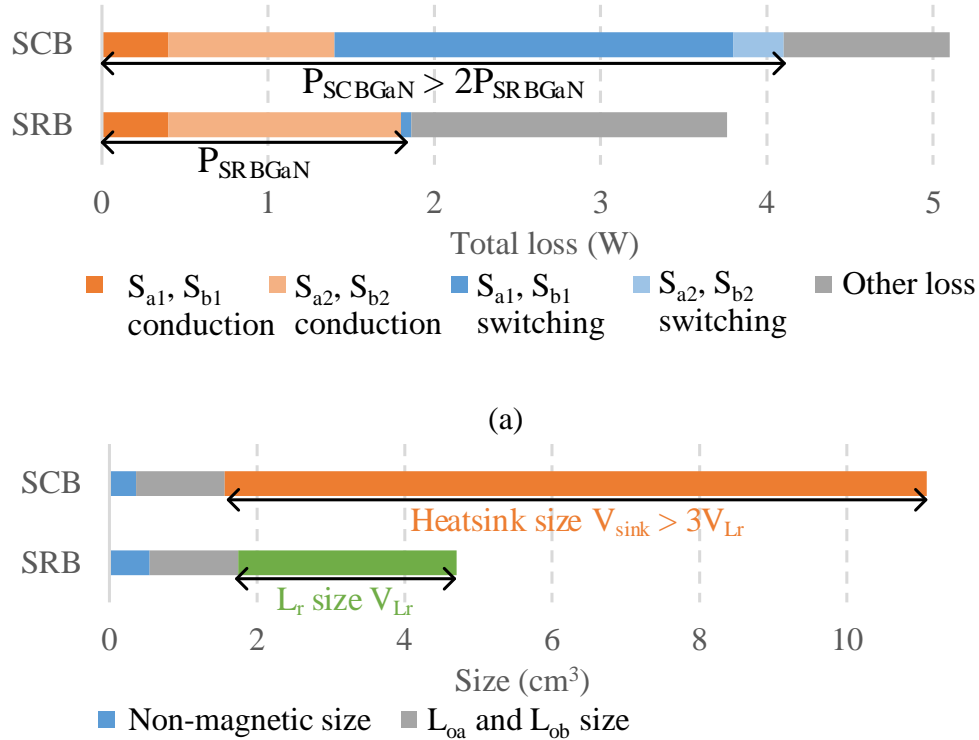 SCB
P_SCBGaN > 2P_SRBGaN
SRB
P_SRBGaN
0 1 2 3 4 5
Total loss (W)
S_a1, S_b1 conduction
S_a2, S_b2 conduction
S_a1, S_b1 switching
S_a2, S_b2 switching
Other loss
(a)
SCB
Heatsink size V_sink > 3V_Lr
SRB
L_r size V_Lr
0 2 4 6 8 10
Size (cm³)
Non-magnetic size
L_oa and L_ob size